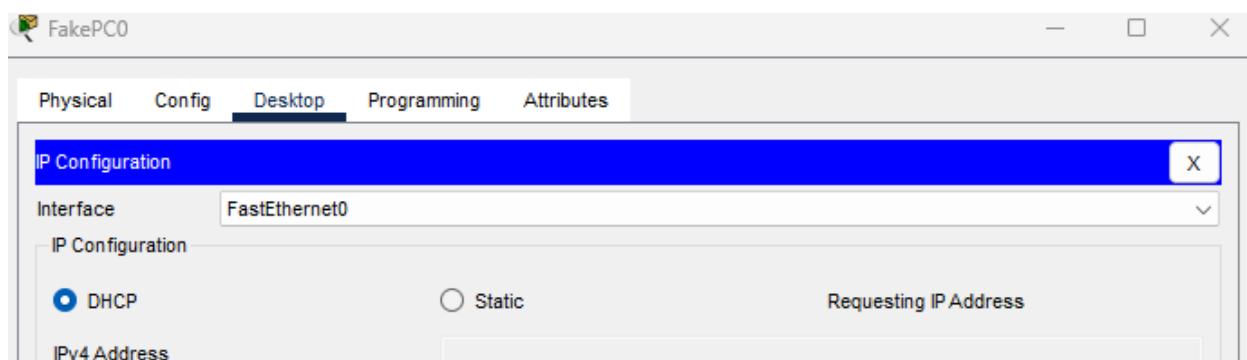 FakePC0
Physical Config Desktop Programming Attributes
IP Configuration X
Interface FastEthernet0
IP Configuration
DHCP Static Requesting IP Address
IPv4 Address